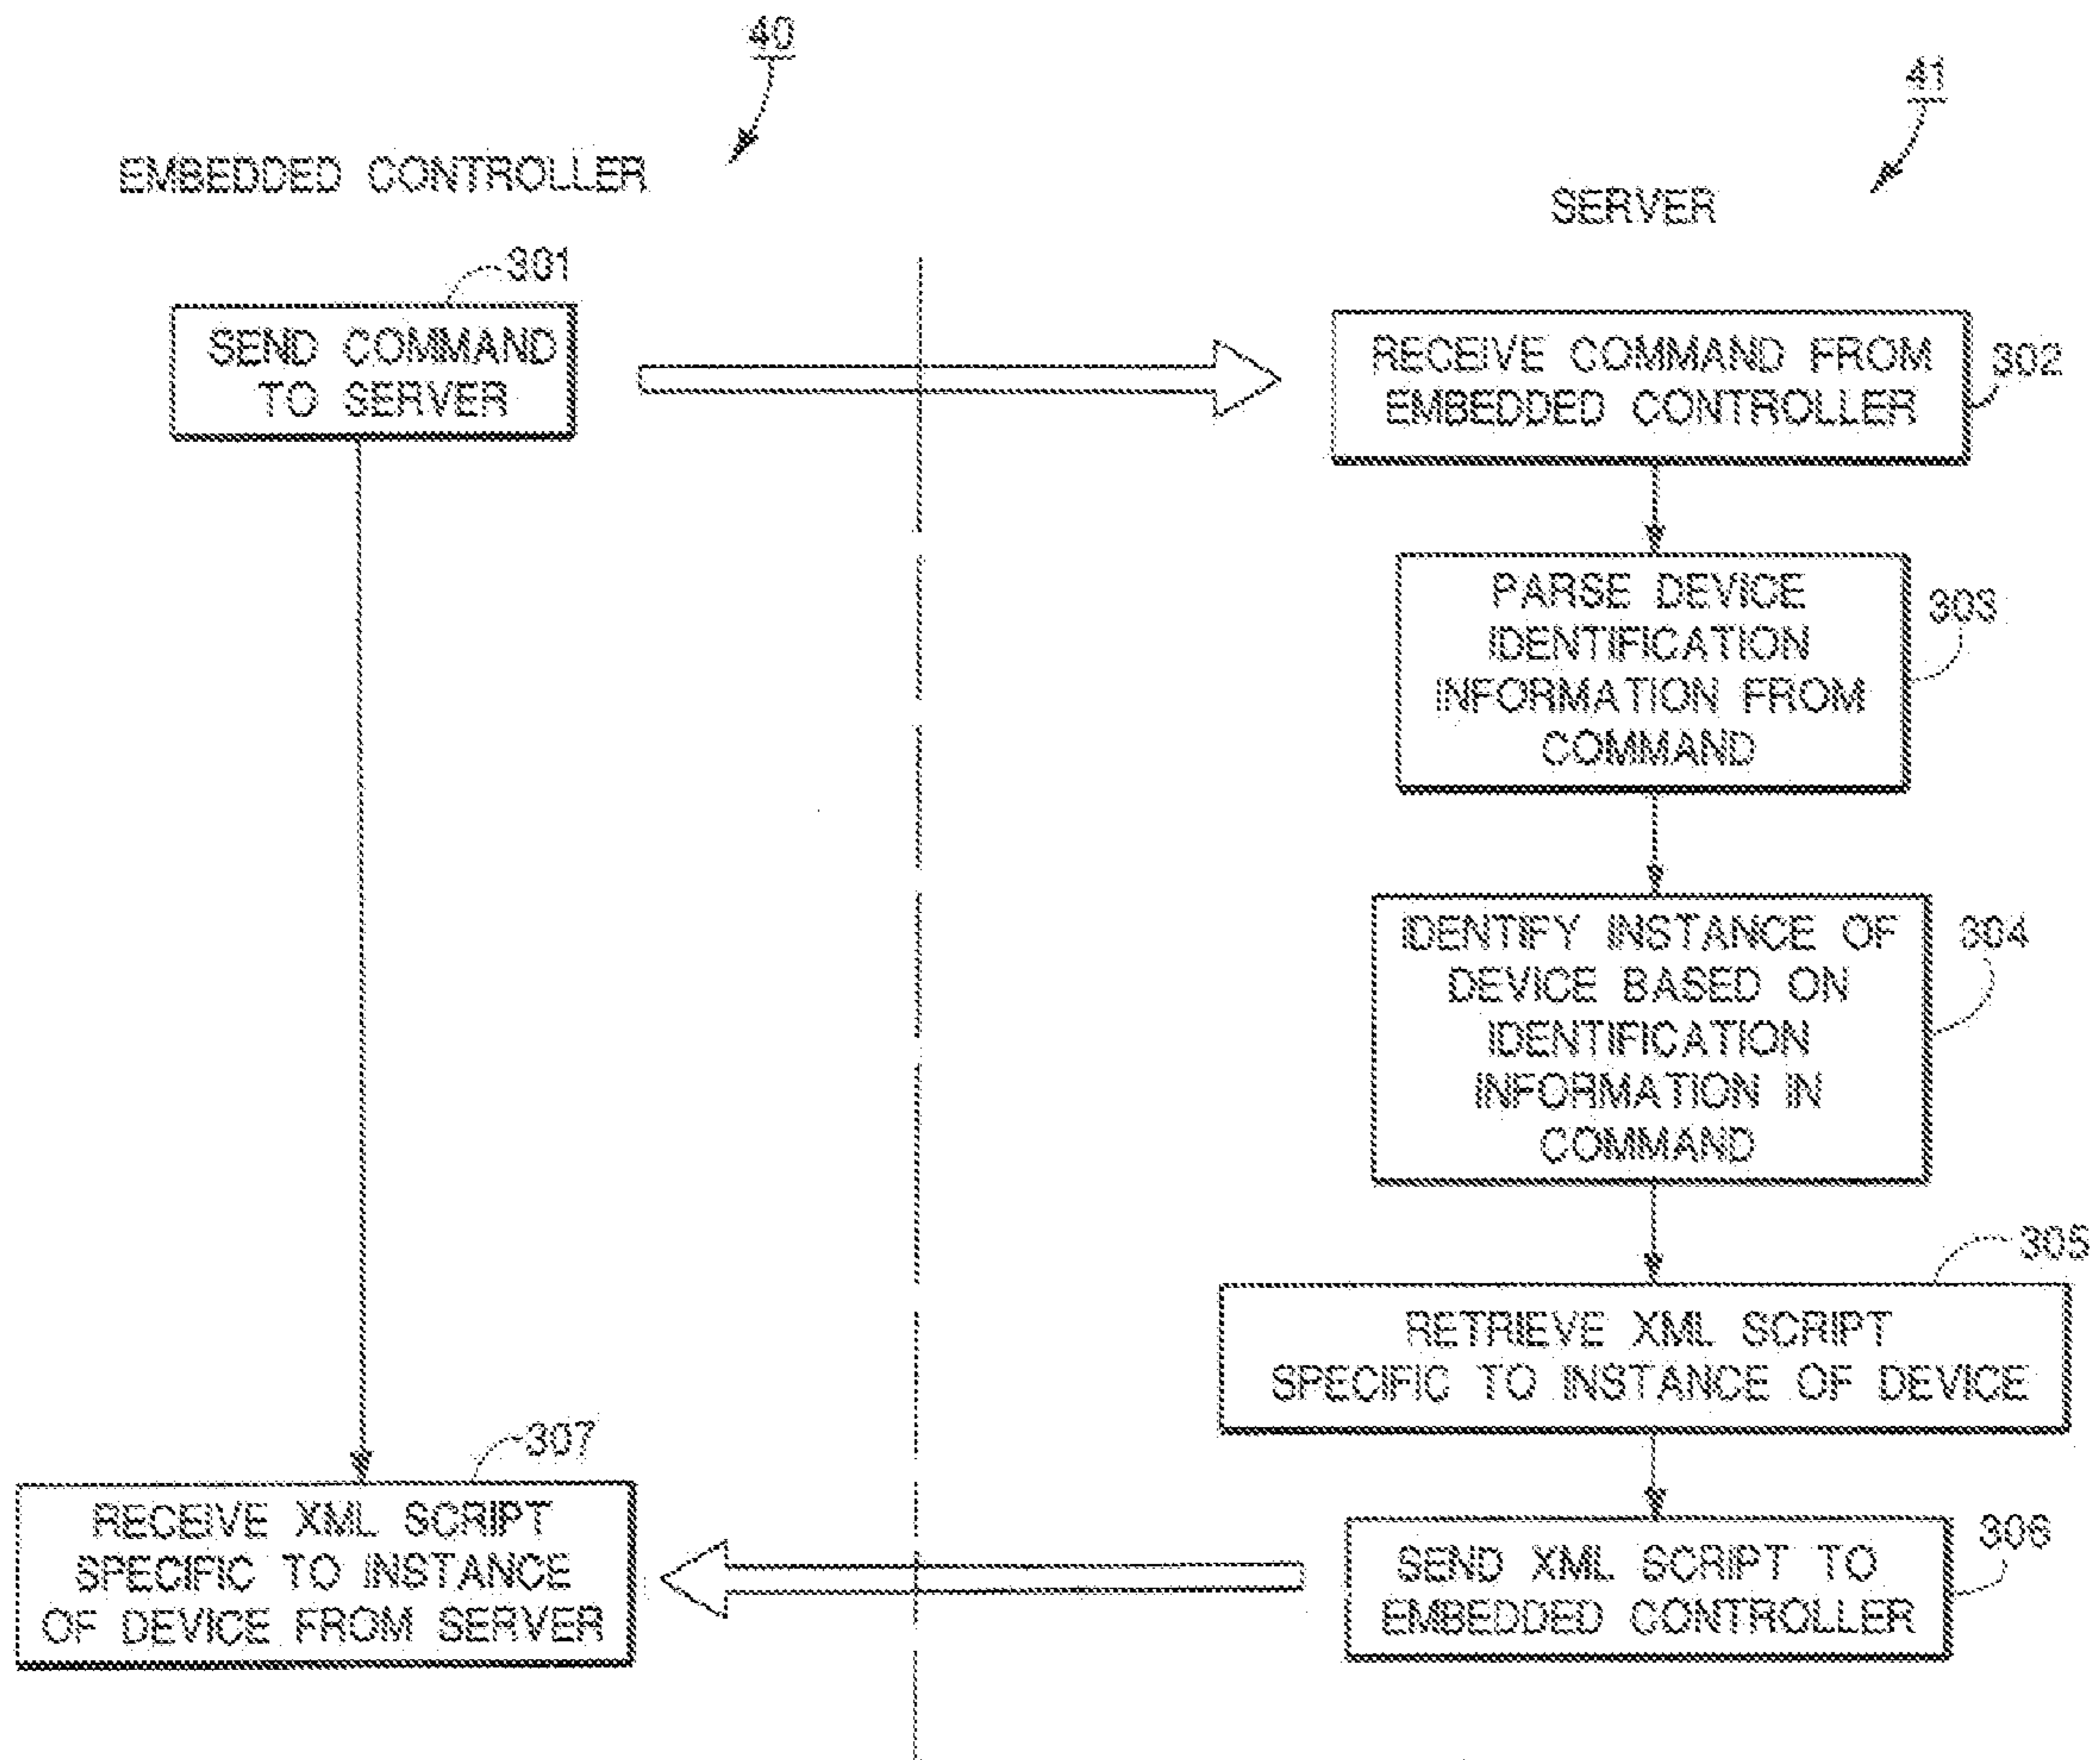 40
41
EMBEDDED CONTROLLER
SERVER
301
SEND COMMAND
TO SERVER
RECEIVE COMMAND FROM
EMBEDDED CONTROLLER
302
PARSE DEVICE
IDENTIFICATION
INFORMATION FROM
COMMAND
303
IDENTIFY INSTANCE OF
DEVICE BASED ON
IDENTIFICATION
INFORMATION IN
COMMAND
304
305
RETRIEVE XML SCRIPT
SPECIFIC TO INSTANCE OF DEVICE
307
RECEIVE XML SCRIPT
SPECIFIC TO INSTANCE
OF DEVICE FROM SERVER
SEND XML SCRIPT TO
EMBEDDED CONTROLLER
306